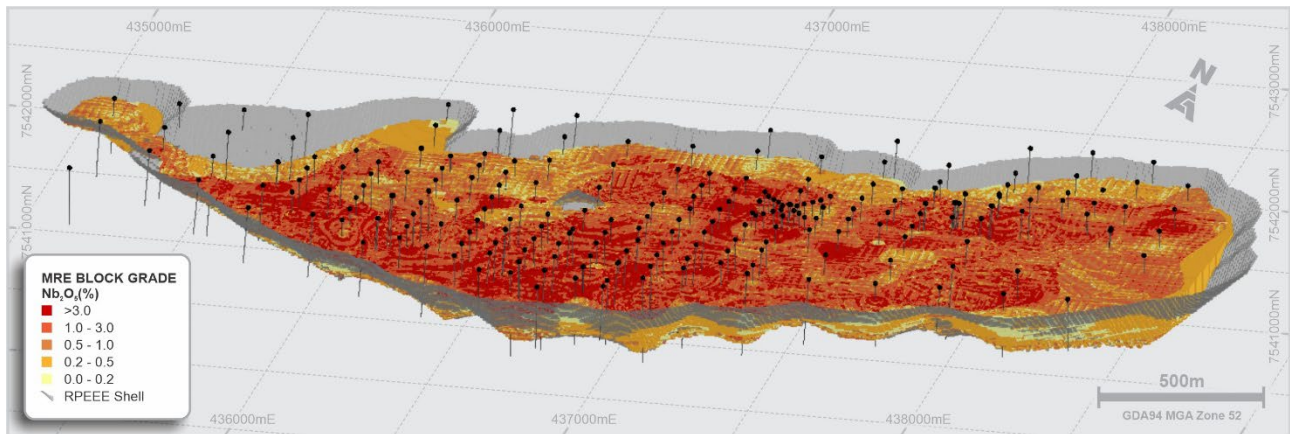 435000mE
436000mE
437000mE
438000mE
N
7542000mN
7543000mN
7541000mN
7542000mN
7541000mN
MRE BLOCK GRADE
Nb₂O₅(%)
>3.0
1.0 - 3.0
0.5 - 1.0
0.2 - 0.5
0.0 - 0.2
RPEEE Shell
500m
GDA94 MGA Zone 52
436000mE
437000mE
438000mE